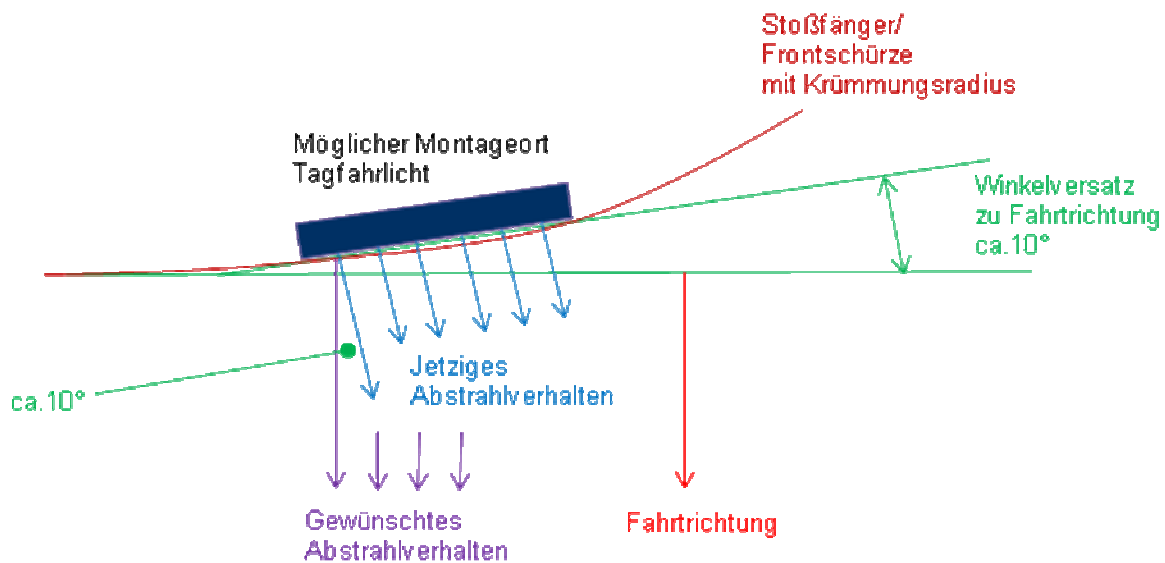 Stoßfänger/
Frontschürze
mit Krümmungsradius
Möglicher Montageort
Tagfahrlicht
Winkelversatz
zu Fahrtrichtung
ca.10°
Jetziges
Abstrahlverhalten
ca.10°
Gewünschtes
Abstrahlverhalten
Fahrtrichtung